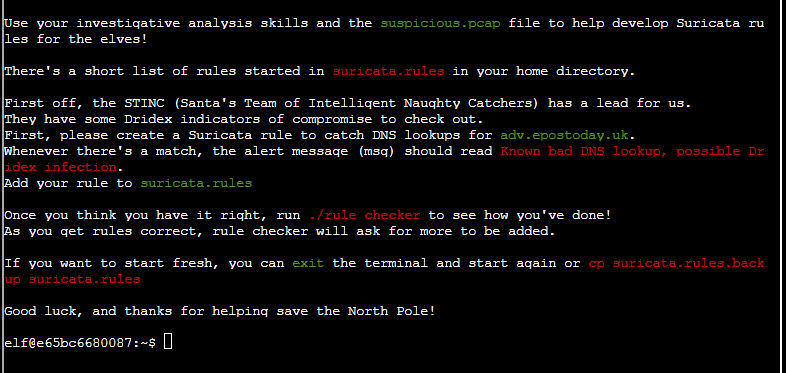 Use your investigative analysis skills and the suspicious.pcap file to help develop Suricata ru
les for the elves!
There's a short list of rules started in suricata.rules in your home directory.
First off, the STINC (Santa's Team of Intelligent Naughty Catchers) has a lead for us.
They have some Dridex indicators of compromise to check out.
First, please create a Suricata rule to catch DNS lookups for adv.epostoday.uk.
Whenever there's a match, the alert message (msg) should read Known bad DNS lookup, possible Dr
idex infection.
Add your rule to suricata.rules
Once you think you have it right, run ./rule_checker to see how you've done!
As you get rules correct, rule_checker will ask for more to be added.
If you want to start fresh, you can exit the terminal and start again or cp suricata.rules.back
up suricata.rules
Good luck, and thanks for helping save the North Pole!
elf@e65bc6680087:~$